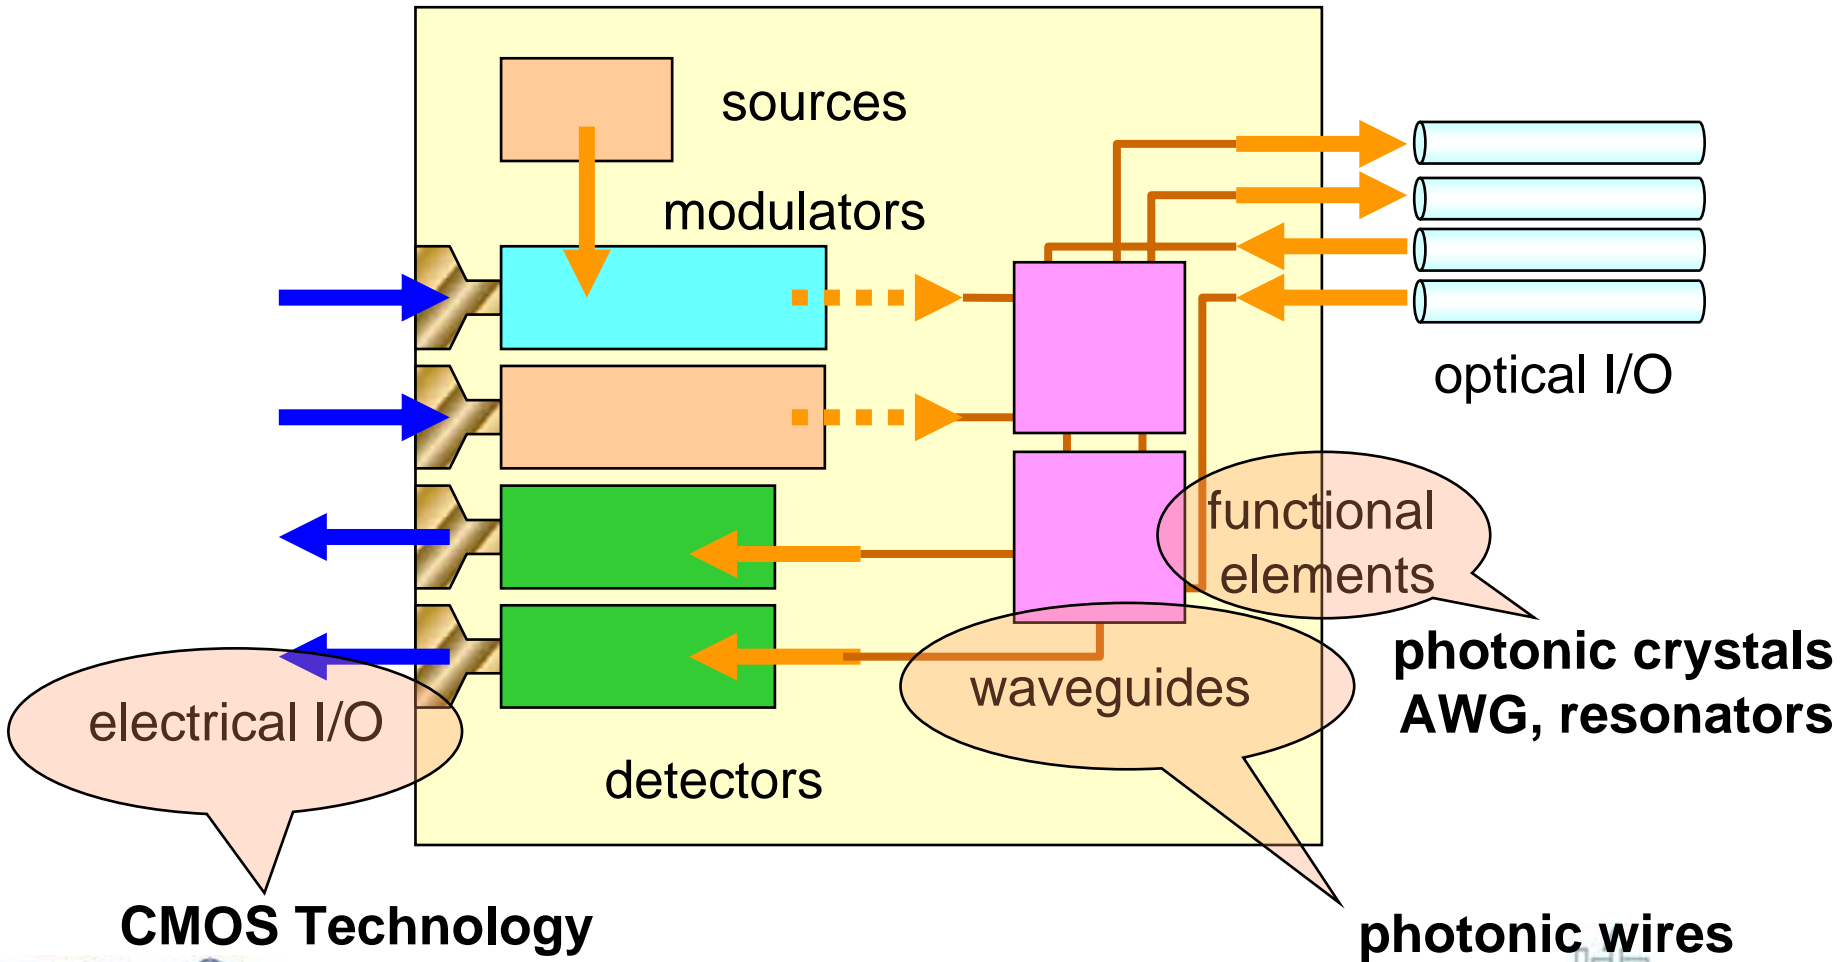 sources
modulators
optical I/O
functional
elements
photonic crystals
AWG, resonators
waveguides
electrical I/O
detectors
CMOS Technology
photonic wires